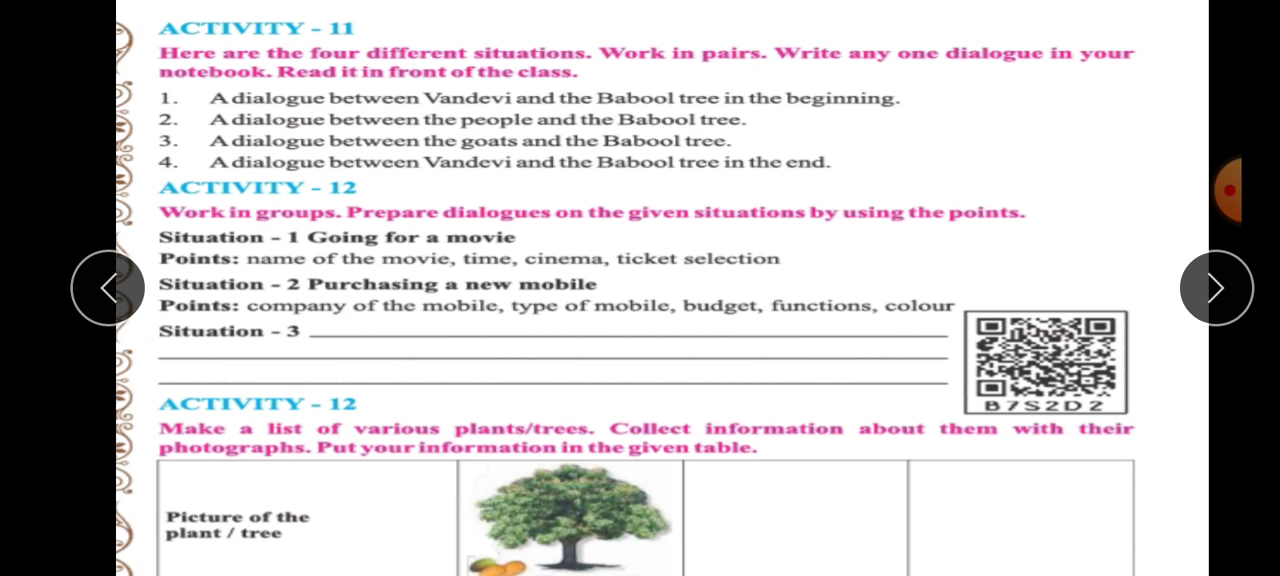 ACTIVITY - 11
Here are the four different situations. Work in pairs. Write any one dialogue in your
notebook. Read it in front of the class.
1. A dialogue between Vandevi and the Babool tree in the beginning.
2. A dialogue between the people and the Babool tree.
3. A dialogue between the goats and the Babool tree.
4. A dialogue between Vandevi and the Babool tree in the end.
ACTIVITY - 12
Work in groups. Prepare dialogues on the given situations by using the points.
Situation - 1 Going for a movie
Points: name of the movie, time, cinema, ticket selection
Situation - 2 Purchasing a new mobile
Points: company of the mobile, type of mobile, budget, functions, colour
Situation - 3
B7S2D2
ACTIVITY - 12
Make a list of various plants/trees. Collect information about them with their
photographs. Put your information in the given table.
Picture of the
plant / tree